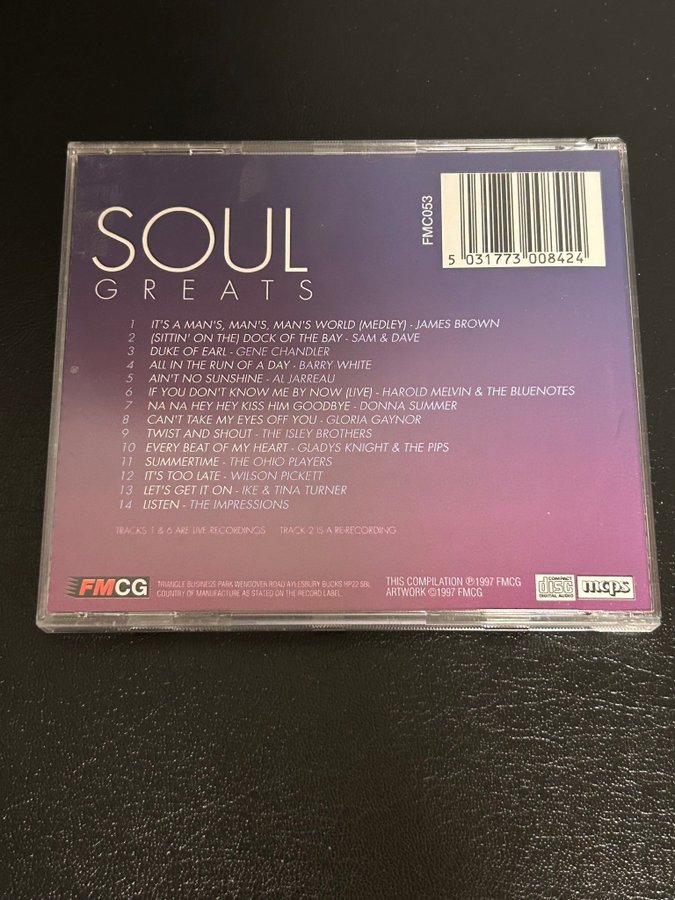 SOUL
GREATS
FMC053
5 031773 008424
1 IT'S A MAN'S, MAN'S, MAN'S WORLD (MEDLEY) - JAMES BROWN
2 (SITTIN' ON THE) DOCK OF THE BAY - SAM & DAVE
3 DUKE OF EARL - GENE CHANDLER
4 ALL IN THE RUN OF A DAY - BARRY WHITE
5 AIN'T NO SUNSHINE - AL JARREAU
6 IF YOU DON'T KNOW ME BY NOW (LIVE) - HAROLD MELVIN & THE BLUENOTES
7 NA NA HEY HEY KISS HIM GOODBYE - DONNA SUMMER
8 CAN'T TAKE MY EYES OFF YOU - GLORIA GAYNOR
9 TWIST AND SHOUT - THE ISLEY BROTHERS
10 EVERY BEAT OF MY HEART - GLADYS KNIGHT & THE PIPS
11 SUMMERTIME - THE OHIO PLAYERS
12 IT'S TOO LATE - WILSON PICKETT
13 LET'S GET IT ON - IKE & TINA TURNER
14 LISTEN - THE IMPRESSIONS
TRACKS 1 & 6 ARE LIVE RECORDINGS TRACK 2 IS A RE-RECORDING
FMCG
TRIANGLE BUSINESS PARK WENDOVER ROAD AYLESBURY BUCKS HP22 5BL
COUNTRY OF MANUFACTURE AS STATED ON THE RECORD LABEL.
THIS COMPILATION ℗1997 FMCG
ARTWORK ©1997 FMCG
COMPACT
disc
DIGITAL AUDIO
mcps